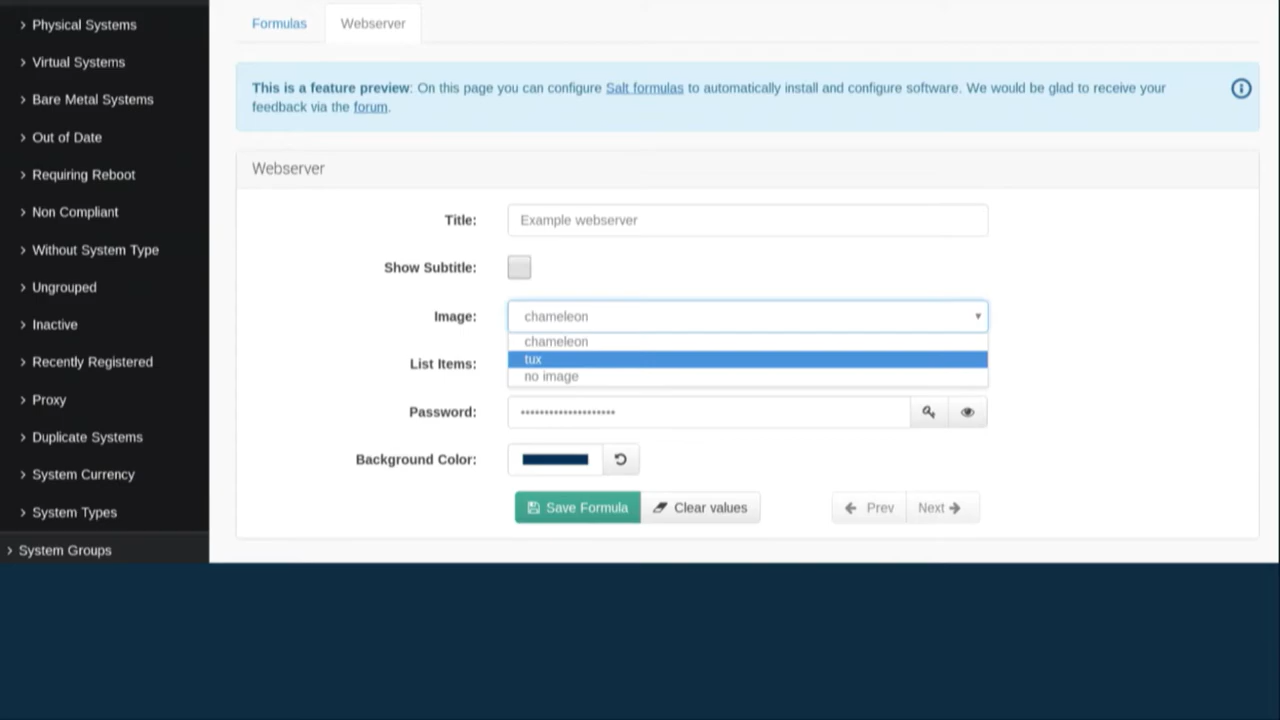 Physical Systems
Virtual Systems
Bare Metal Systems
Out of Date
Requiring Reboot
Non Compliant
Without System Type
Ungrouped
Inactive
Recently Registered
Proxy
Duplicate Systems
System Currency
System Types
System Groups
Formulas
Webserver
This is a feature preview: On this page you can configure Salt formulas to automatically install and configure software. We would be glad to receive your
feedback via the forum.
Webserver
Title: Example webserver
Show Subtitle:
Image: chameleon
chameleon
tux
no image
List Items:
Password: ••••••••••••••••••••
Background Color:
Save Formula
Clear values
Prev
Next